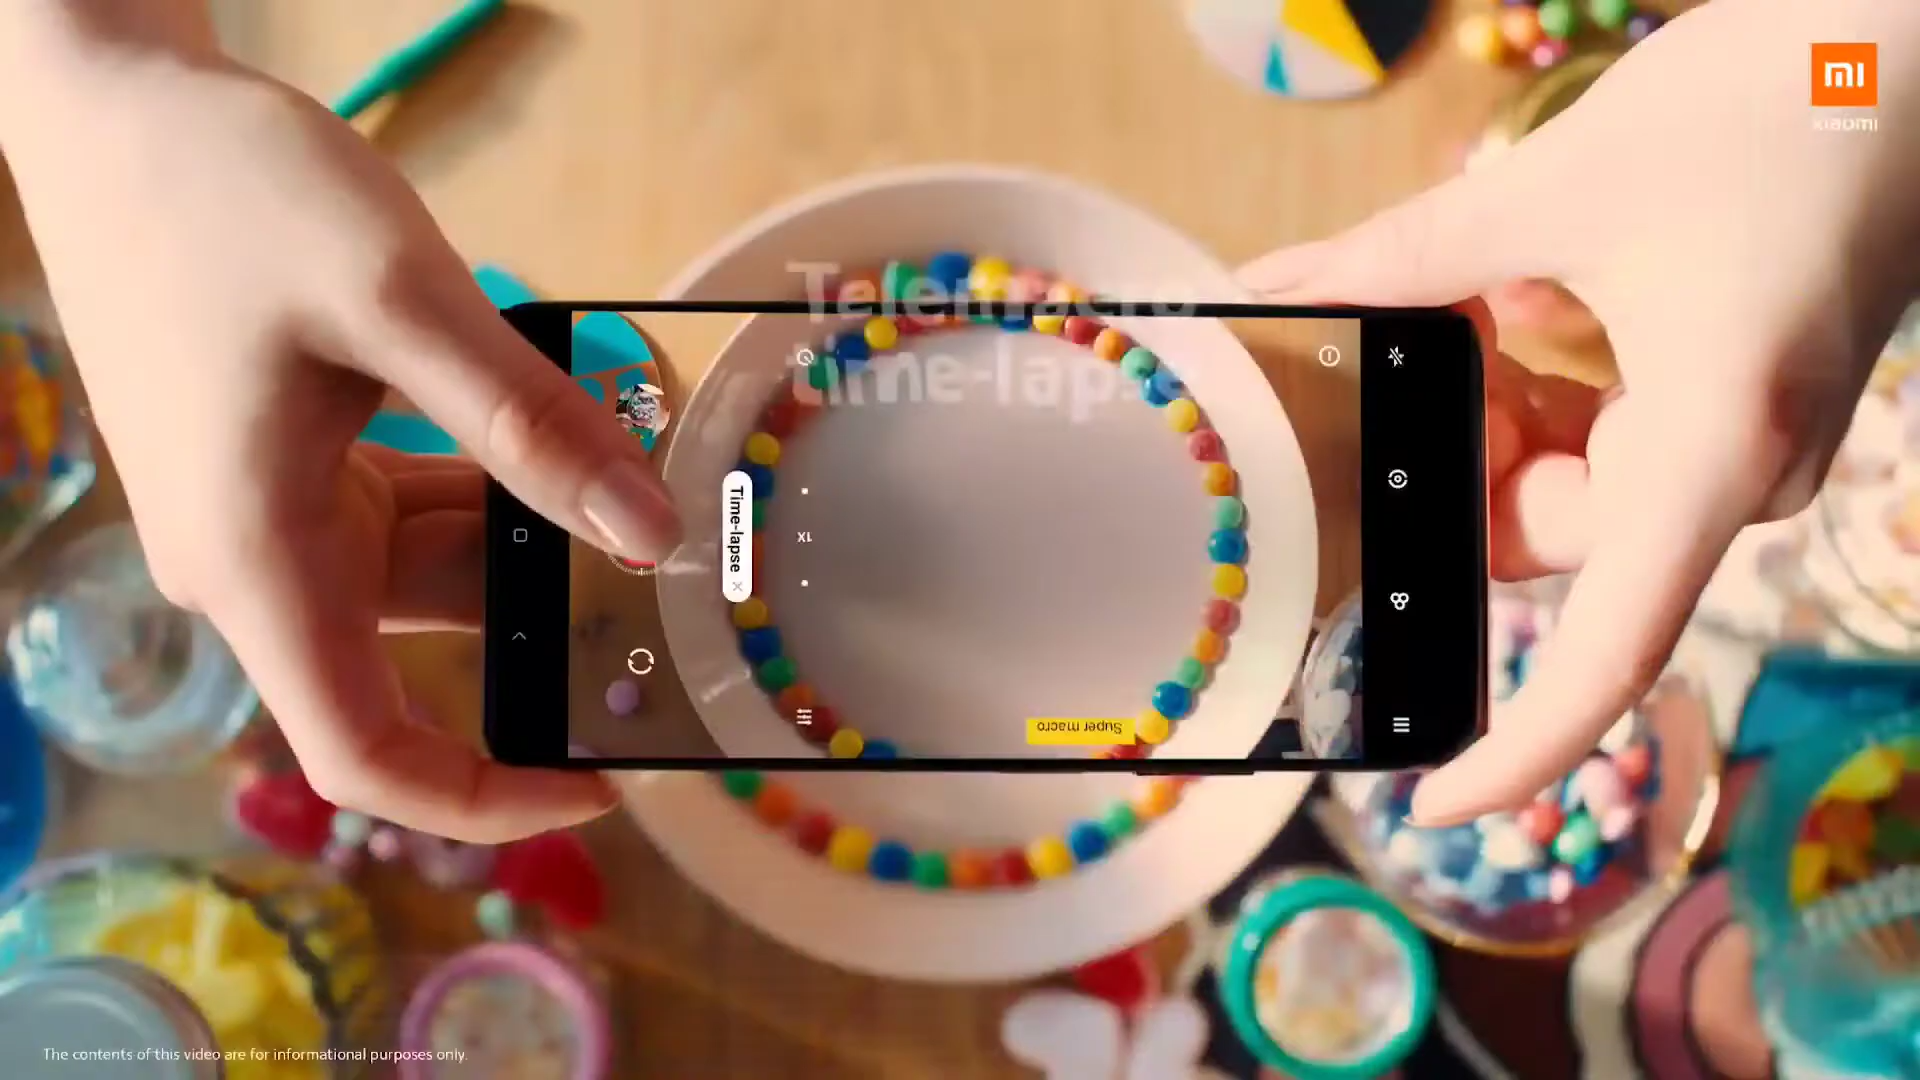 mi
xiaomi
Telemacro
time-lapse
Time-lapse X
1X
Super macro
The contents of this video are for informational purposes only.